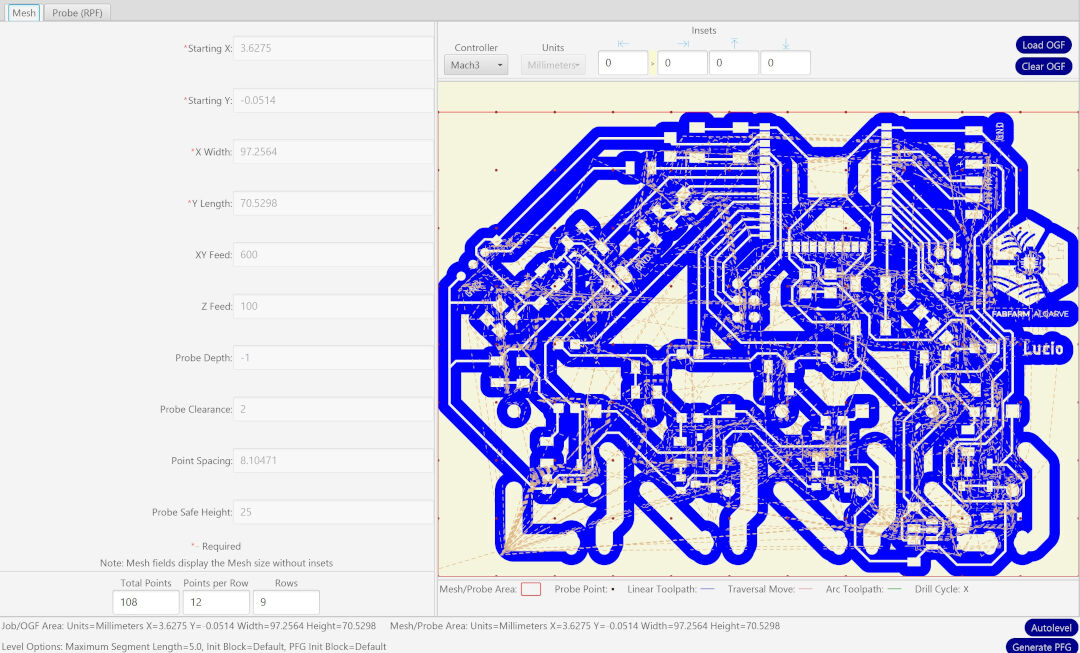 Mesh Probe (RPF)
*Starting X: 3.6275
*Starting Y: -0.0514
*X Width: 97.2564
*Y Length: 70.5298
XY Feed: 600
Z Feed: 100
Probe Depth: -1
Probe Clearance: 2
Point Spacing: 8.10471
Probe Safe Height: 25
*- Required
Note: Mesh fields display the Mesh size without insets
Total Points Points per Row Rows
108 12 9
Insets
Controller Units
Mach3 Millimeters 0 > 0 0 0
Load OGF
Clear OGF
GND
GND
FABFARM ALGARVE
Lucio
Mesh/Probe Area: Probe Point: Linear Toolpath: Traversal Move: Arc Toolpath: Drill Cycle: X
Job/OGF Area: Units=Millimeters X=3.6275 Y=-0.0514 Width=97.2564 Height=70.5298 Mesh/Probe Area: Units=Millimeters X=3.6275 Y=-0.0514 Width=97.2564 Height=70.5298
Autolevel
Level Options: Maximum Segment Length=5.0, Init Block=Default, PFG Init Block=Default
Generate PFG